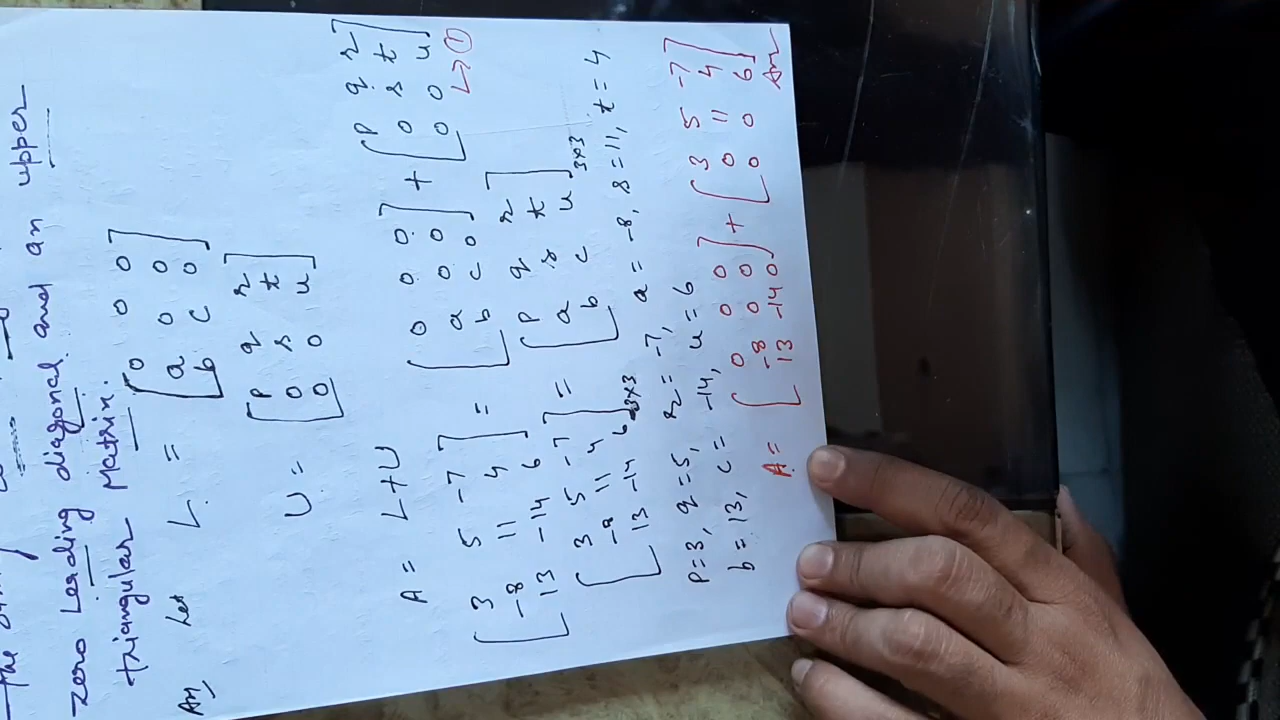 the
zero Leading diagonal and an upper
triangular Matrix.
Ans Let L = [0 0 0
a 0 0
b c 0]
U = [p q r
0 s t
0 0 u]
A = L+U
[3 5 -7
-8 11 4
13 -14 6] = [0 0 0
a 0 0
b c 0] + [p q r
0 s t
0 0 u]
↳ ①
[3 5 -7
-8 11 4
13 -14 6]3×3 = [p q r
a s t
b c u]3×3
p=3, q=5, r=-7, a=-8, s=11, t=4
b=13, c=-14, u=6
A = [0 0 0
-8 0 0
13 -14 0] + [3 5 -7
0 11 4
0 0 6]
Ans